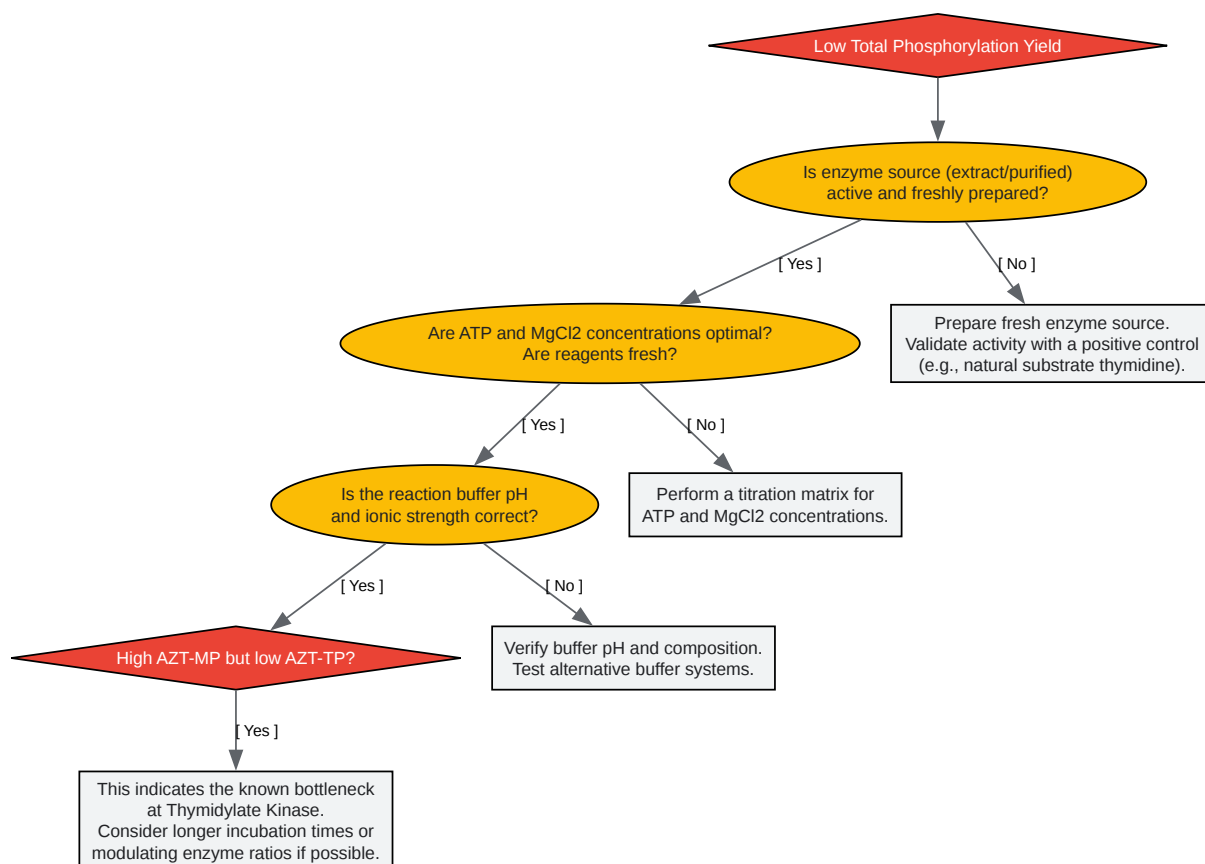 Low Total Phosphorylation Yield
Is enzyme source (extract/purified)
active and freshly prepared?
[ Yes ]
[ No ]
Are ATP and MgCl2 concentrations optimal?
Are reagents fresh?
Prepare fresh enzyme source.
Validate activity with a positive control
(e.g., natural substrate thymidine).
[ Yes ]
[ No ]
Is the reaction buffer pH
and ionic strength correct?
Perform a titration matrix for
ATP and MgCl2 concentrations.
[ Yes ]
[ No ]
High AZT-MP but low AZT-TP?
Verify buffer pH and composition.
Test alternative buffer systems.
[ Yes ]
This indicates the known bottleneck
at Thymidylate Kinase.
Consider longer incubation times or
modulating enzyme ratios if possible.